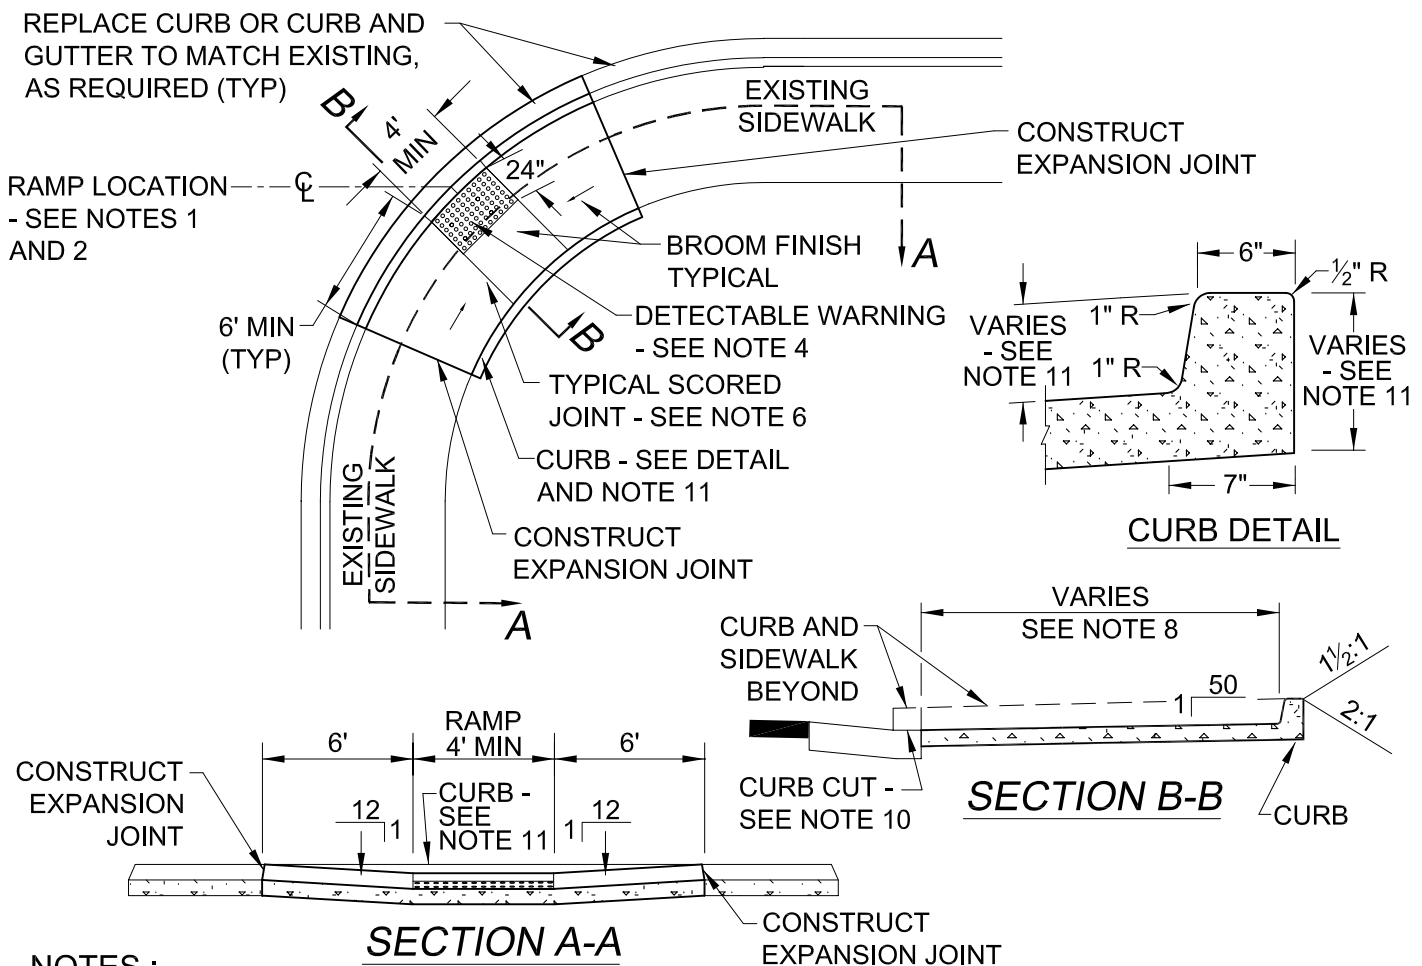 REPLACE CURB OR CURB AND
GUTTER TO MATCH EXISTING,
AS REQUIRED (TYP)
B
4'
MIN
24"
EXISTING
SIDEWALK
CONSTRUCT
EXPANSION JOINT
RAMP LOCATION
- SEE NOTES 1
AND 2
℄
A
BROOM FINISH
TYPICAL
DETECTABLE WARNING
- SEE NOTE 4
B
6' MIN
(TYP)
TYPICAL SCORED
JOINT - SEE NOTE 6
CURB - SEE DETAIL
AND NOTE 11
CONSTRUCT
EXPANSION JOINT
EXISTING
SIDEWALK
A
6"
½" R
1" R
VARIES
- SEE
NOTE 11
1" R
VARIES
- SEE
NOTE 11
7"
CURB DETAIL
CURB AND
SIDEWALK
BEYOND
VARIES
SEE NOTE 8
50
1
1½:1
2:1
CURB CUT -
SEE NOTE 10
SECTION B-B
CURB
6'
RAMP
4' MIN
6'
CONSTRUCT
EXPANSION
JOINT
12
1
CURB -
SEE
NOTE 11
12
1
SECTION A-A
CONSTRUCT
EXPANSION JOINT
NOTES :